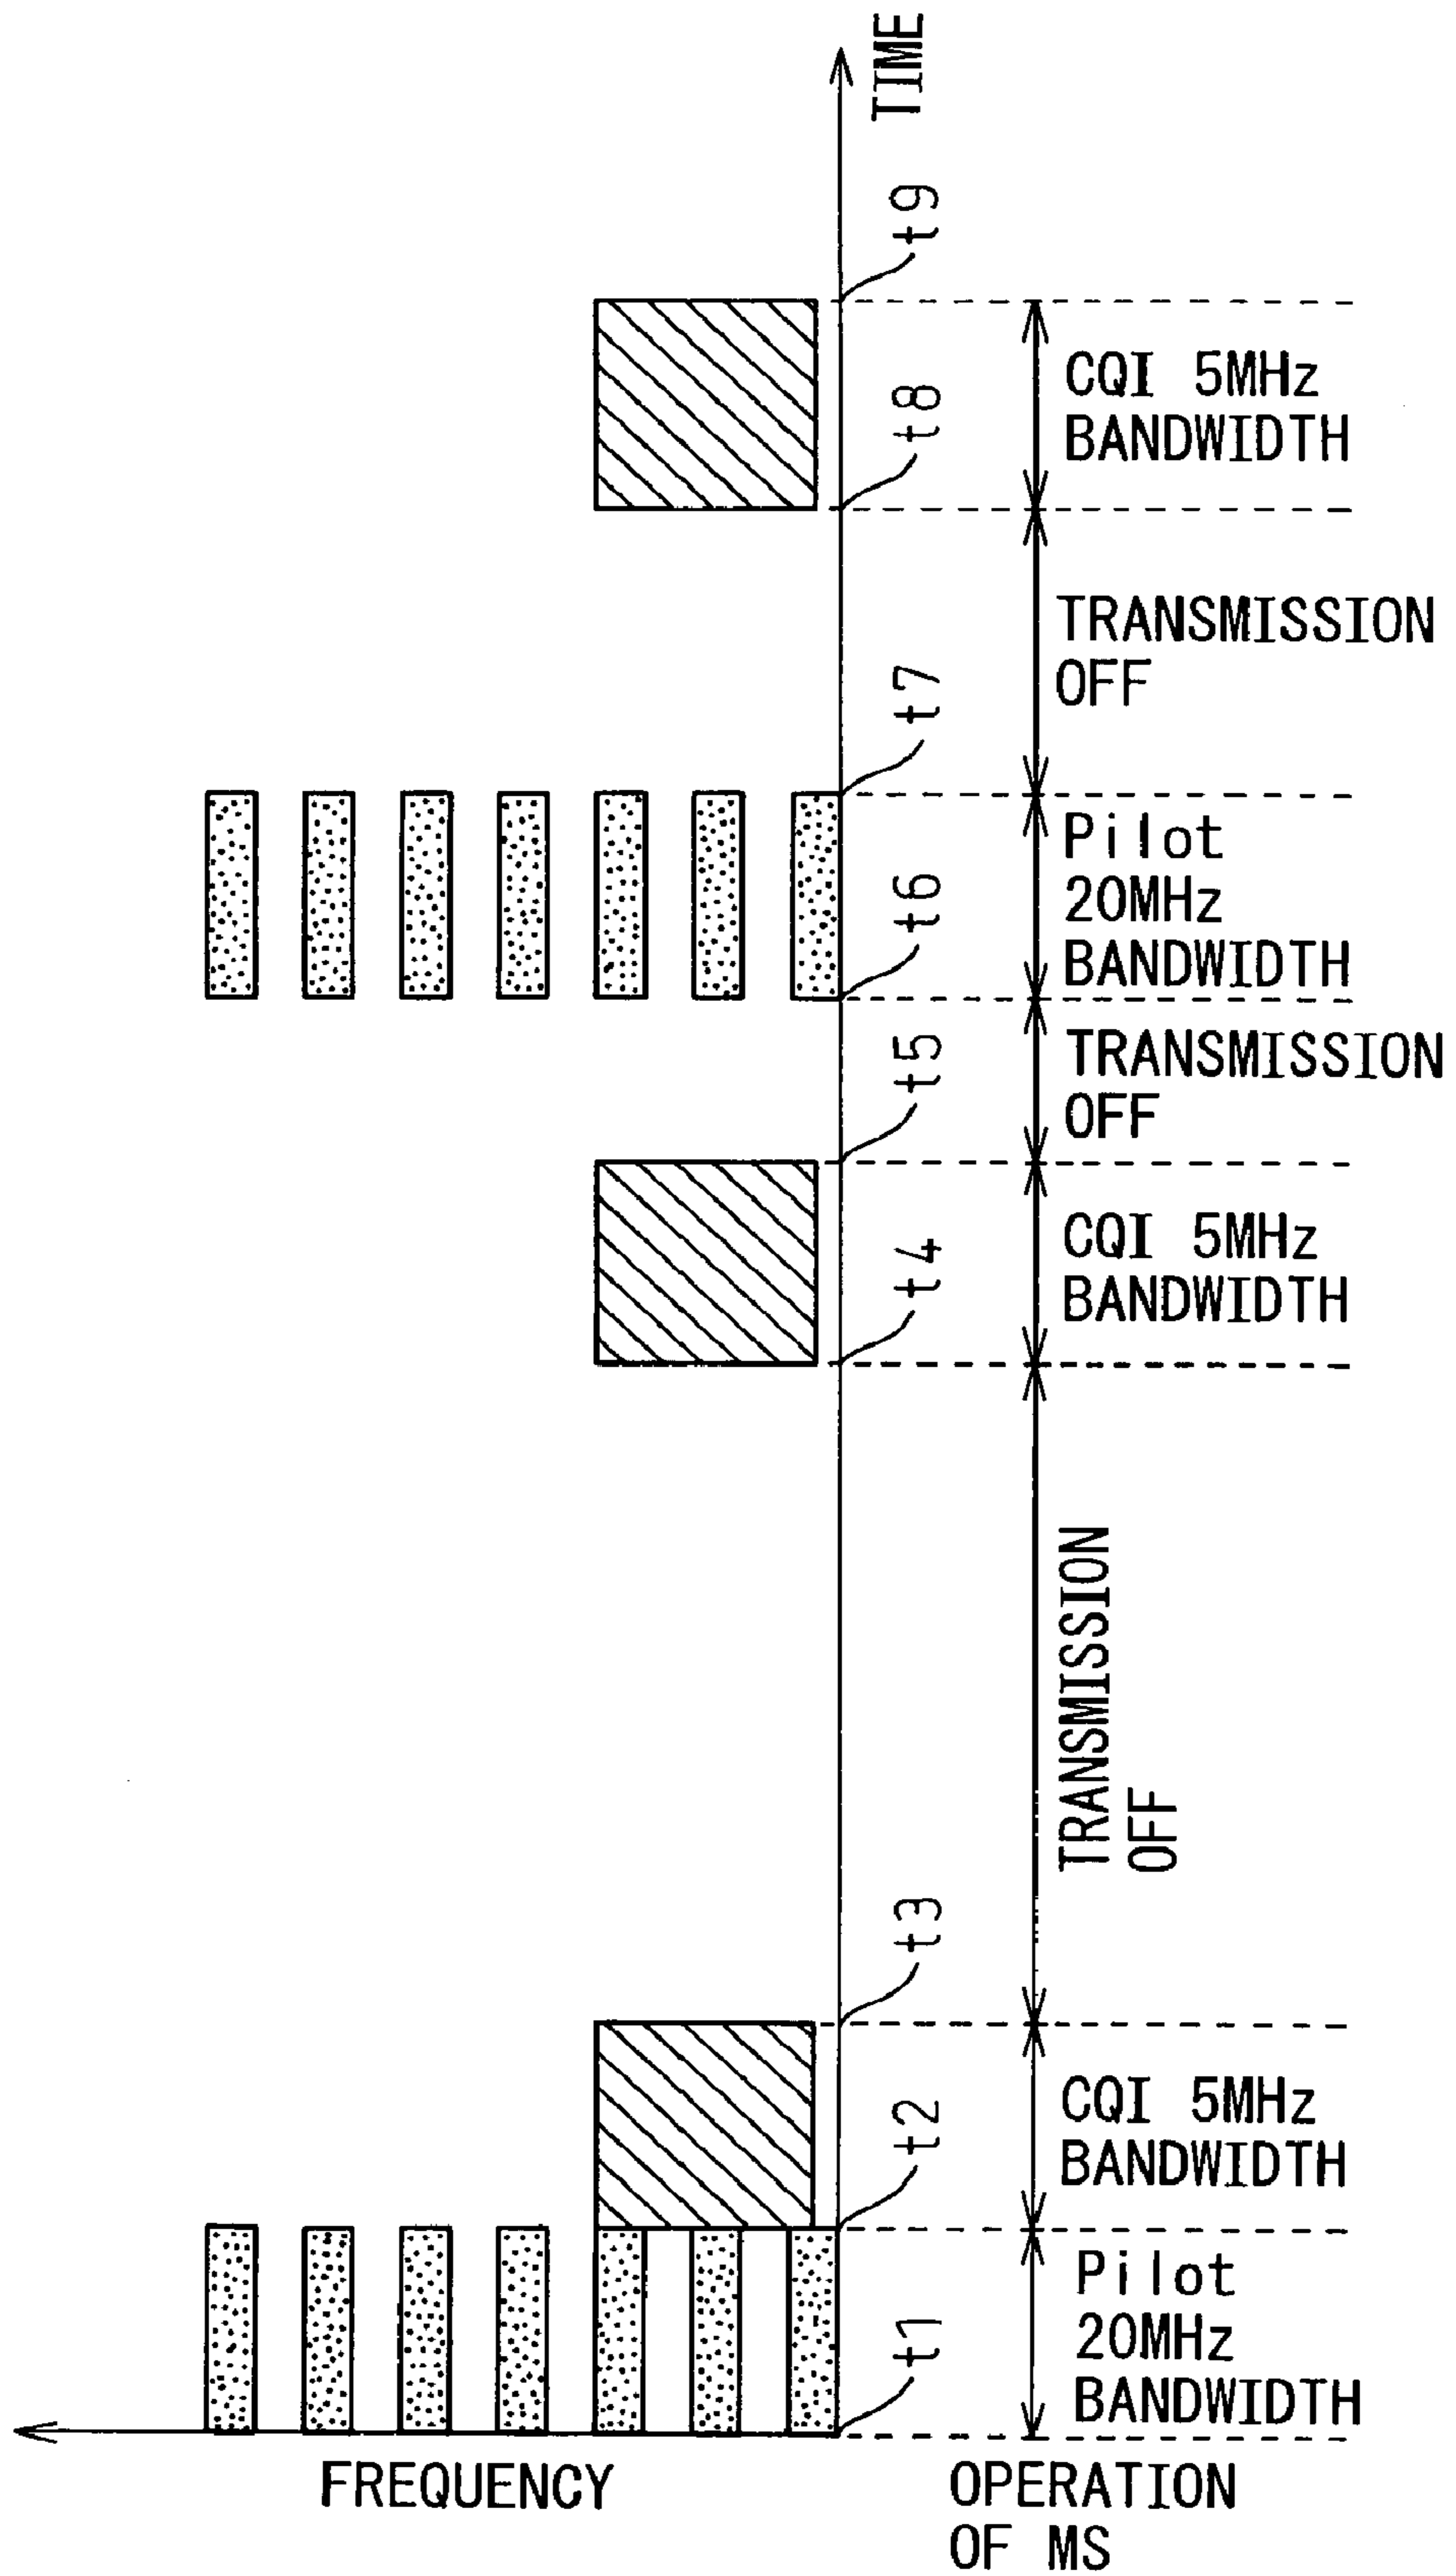 TIME
t9
t8
t7
t6
t5
t4
t3
t2
t1
CQI 5MHz
BANDWIDTH
TRANSMISSION
OFF
Pilot
20MHz
BANDWIDTH
TRANSMISSION
OFF
CQI 5MHz
BANDWIDTH
TRANSMISSION
OFF
CQI 5MHz
BANDWIDTH
Pilot
20MHz
BANDWIDTH
FREQUENCY
OPERATION
OF MS